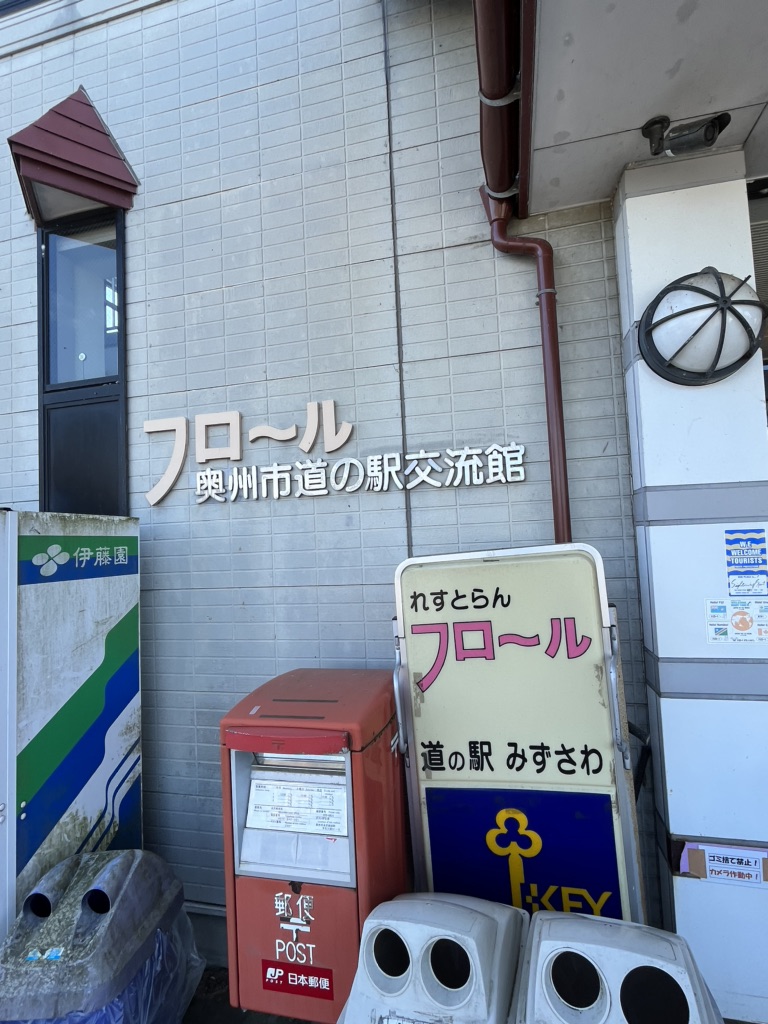 フロ〜ル
奥州市道の駅交流館
伊藤園
れすとらん
フロ〜ル
道の駅 みずさわ
KEY
郵便
POST
JP
POST
日本郵便
WELCOME
TOURISTS
ゴミ捨て禁止！
カメラ作動中！